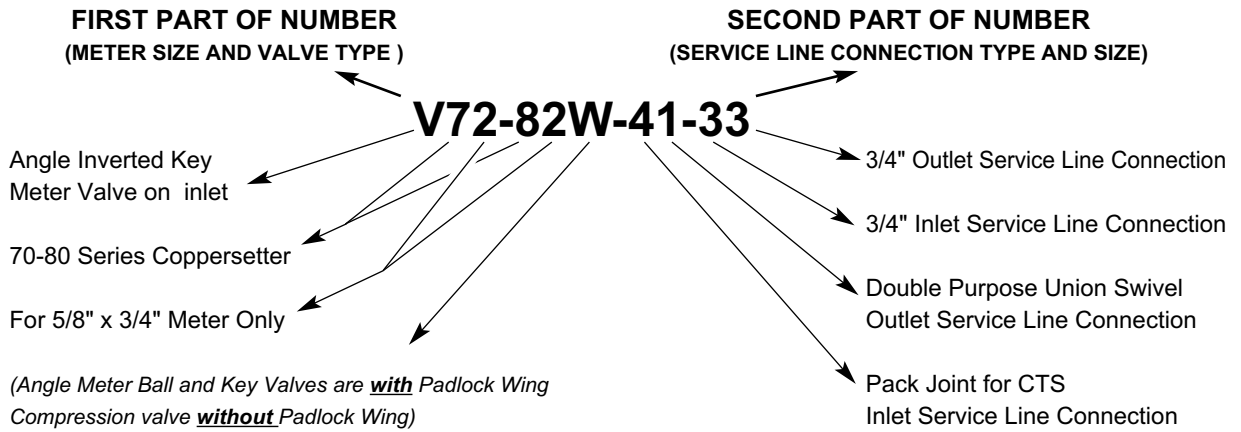 FIRST PART OF NUMBER
(METER SIZE AND VALVE TYPE )
SECOND PART OF NUMBER
(SERVICE LINE CONNECTION TYPE AND SIZE)
V72-82W-41-33
Angle Inverted Key
Meter Valve on inlet
70-80 Series Coppersetter
For 5/8" x 3/4" Meter Only
(Angle Meter Ball and Key Valves are with Padlock Wing
Compression valve without Padlock Wing)
3/4" Outlet Service Line Connection
3/4" Inlet Service Line Connection
Double Purpose Union Swivel
Outlet Service Line Connection
Pack Joint for CTS
Inlet Service Line Connection